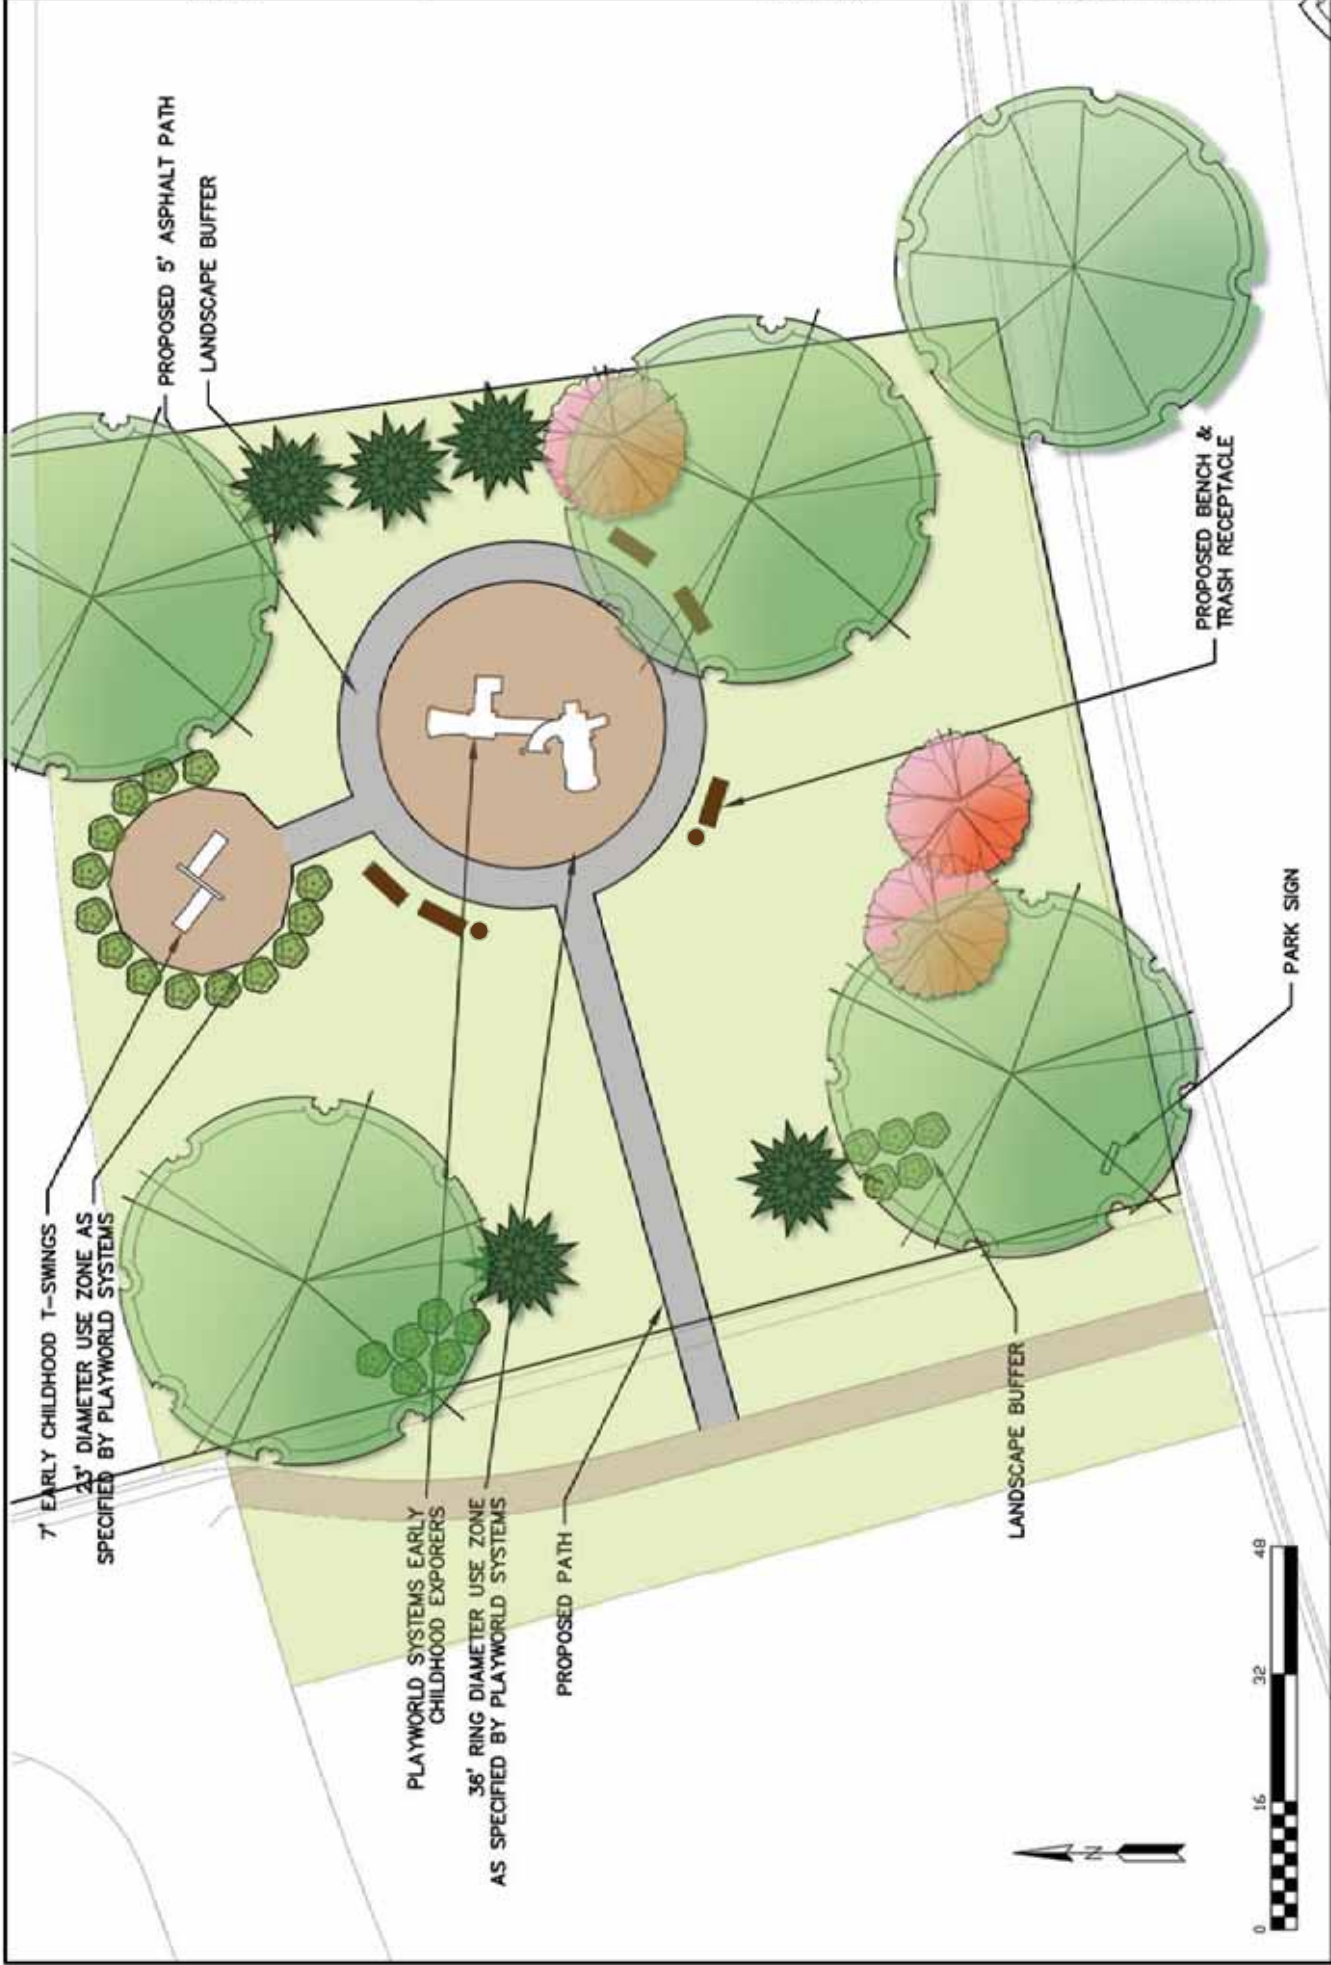 7' EARLY CHILDHOOD T-SWINGS
23' DIAMETER USE ZONE AS
SPECIFIED BY PLAYWORLD SYSTEMS
PROPOSED 5' ASPHALT PATH
LANDSCAPE BUFFER
PLAYWORLD SYSTEMS EARLY
CHILDHOOD EXPORERS
36' RING DIAMETER USE ZONE
AS SPECIFIED BY PLAYWORLD SYSTEMS
PROPOSED PATH
LANDSCAPE BUFFER
PROPOSED BENCH &
TRASH RECEPTACLE
PARK SIGN
N
0 16 32 48